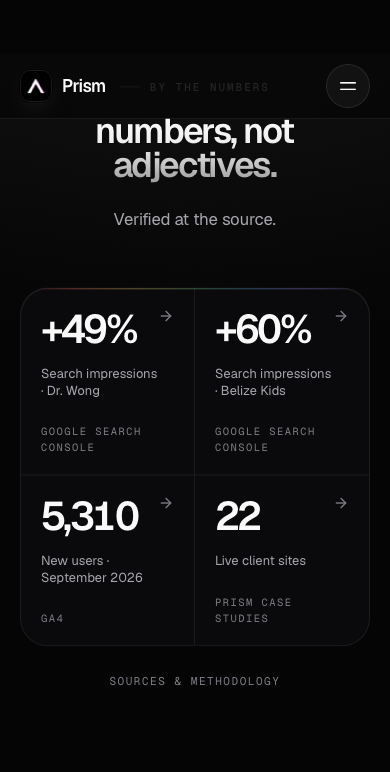 Prism
BY THE NUMBERS
numbers, not
adjectives.
Verified at the source.
+49%
Search impressions
· Dr. Wong
GOOGLE SEARCH
CONSOLE
+60%
Search impressions
· Belize Kids
GOOGLE SEARCH
CONSOLE
5,310
New users ·
September 2026
GA4
22
Live client sites
PRISM CASE
STUDIES
SOURCES & METHODOLOGY